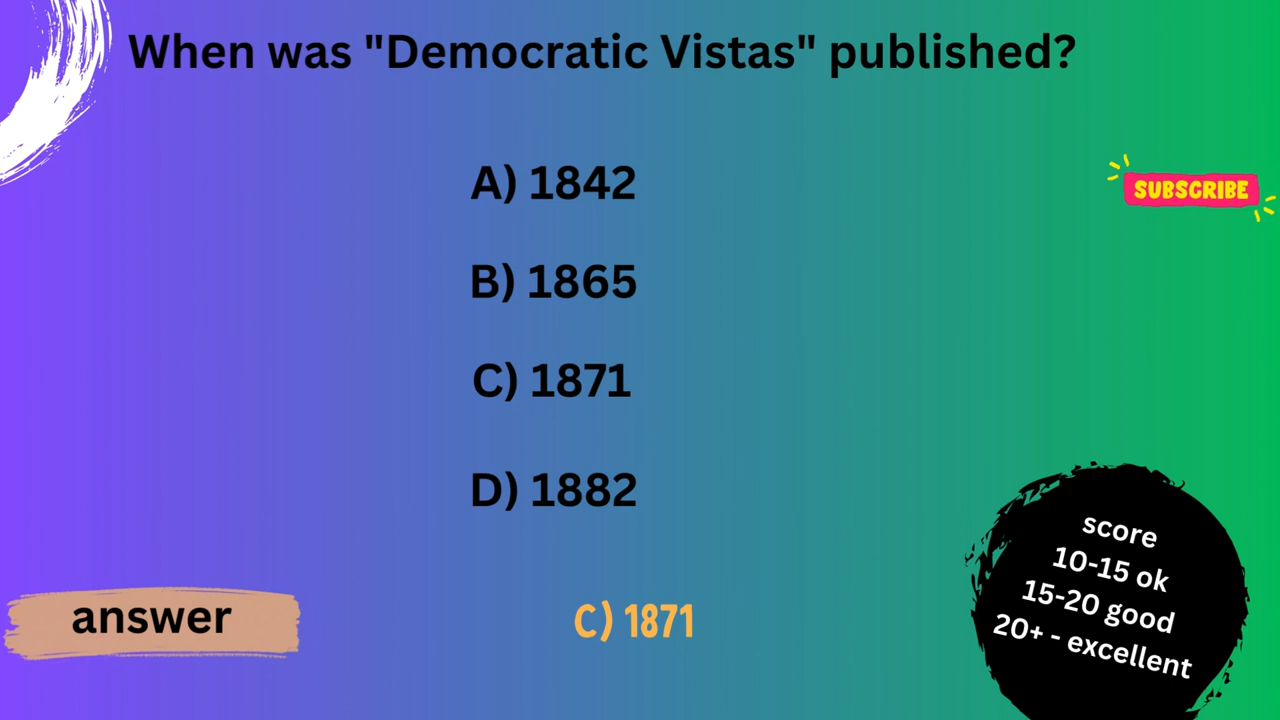 When was "Democratic Vistas" published?
A) 1842
SUBSCRIBE
B) 1865
C) 1871
D) 1882
score
10-15 ok
15-20 good
20+ - excellent
answer
C) 1871